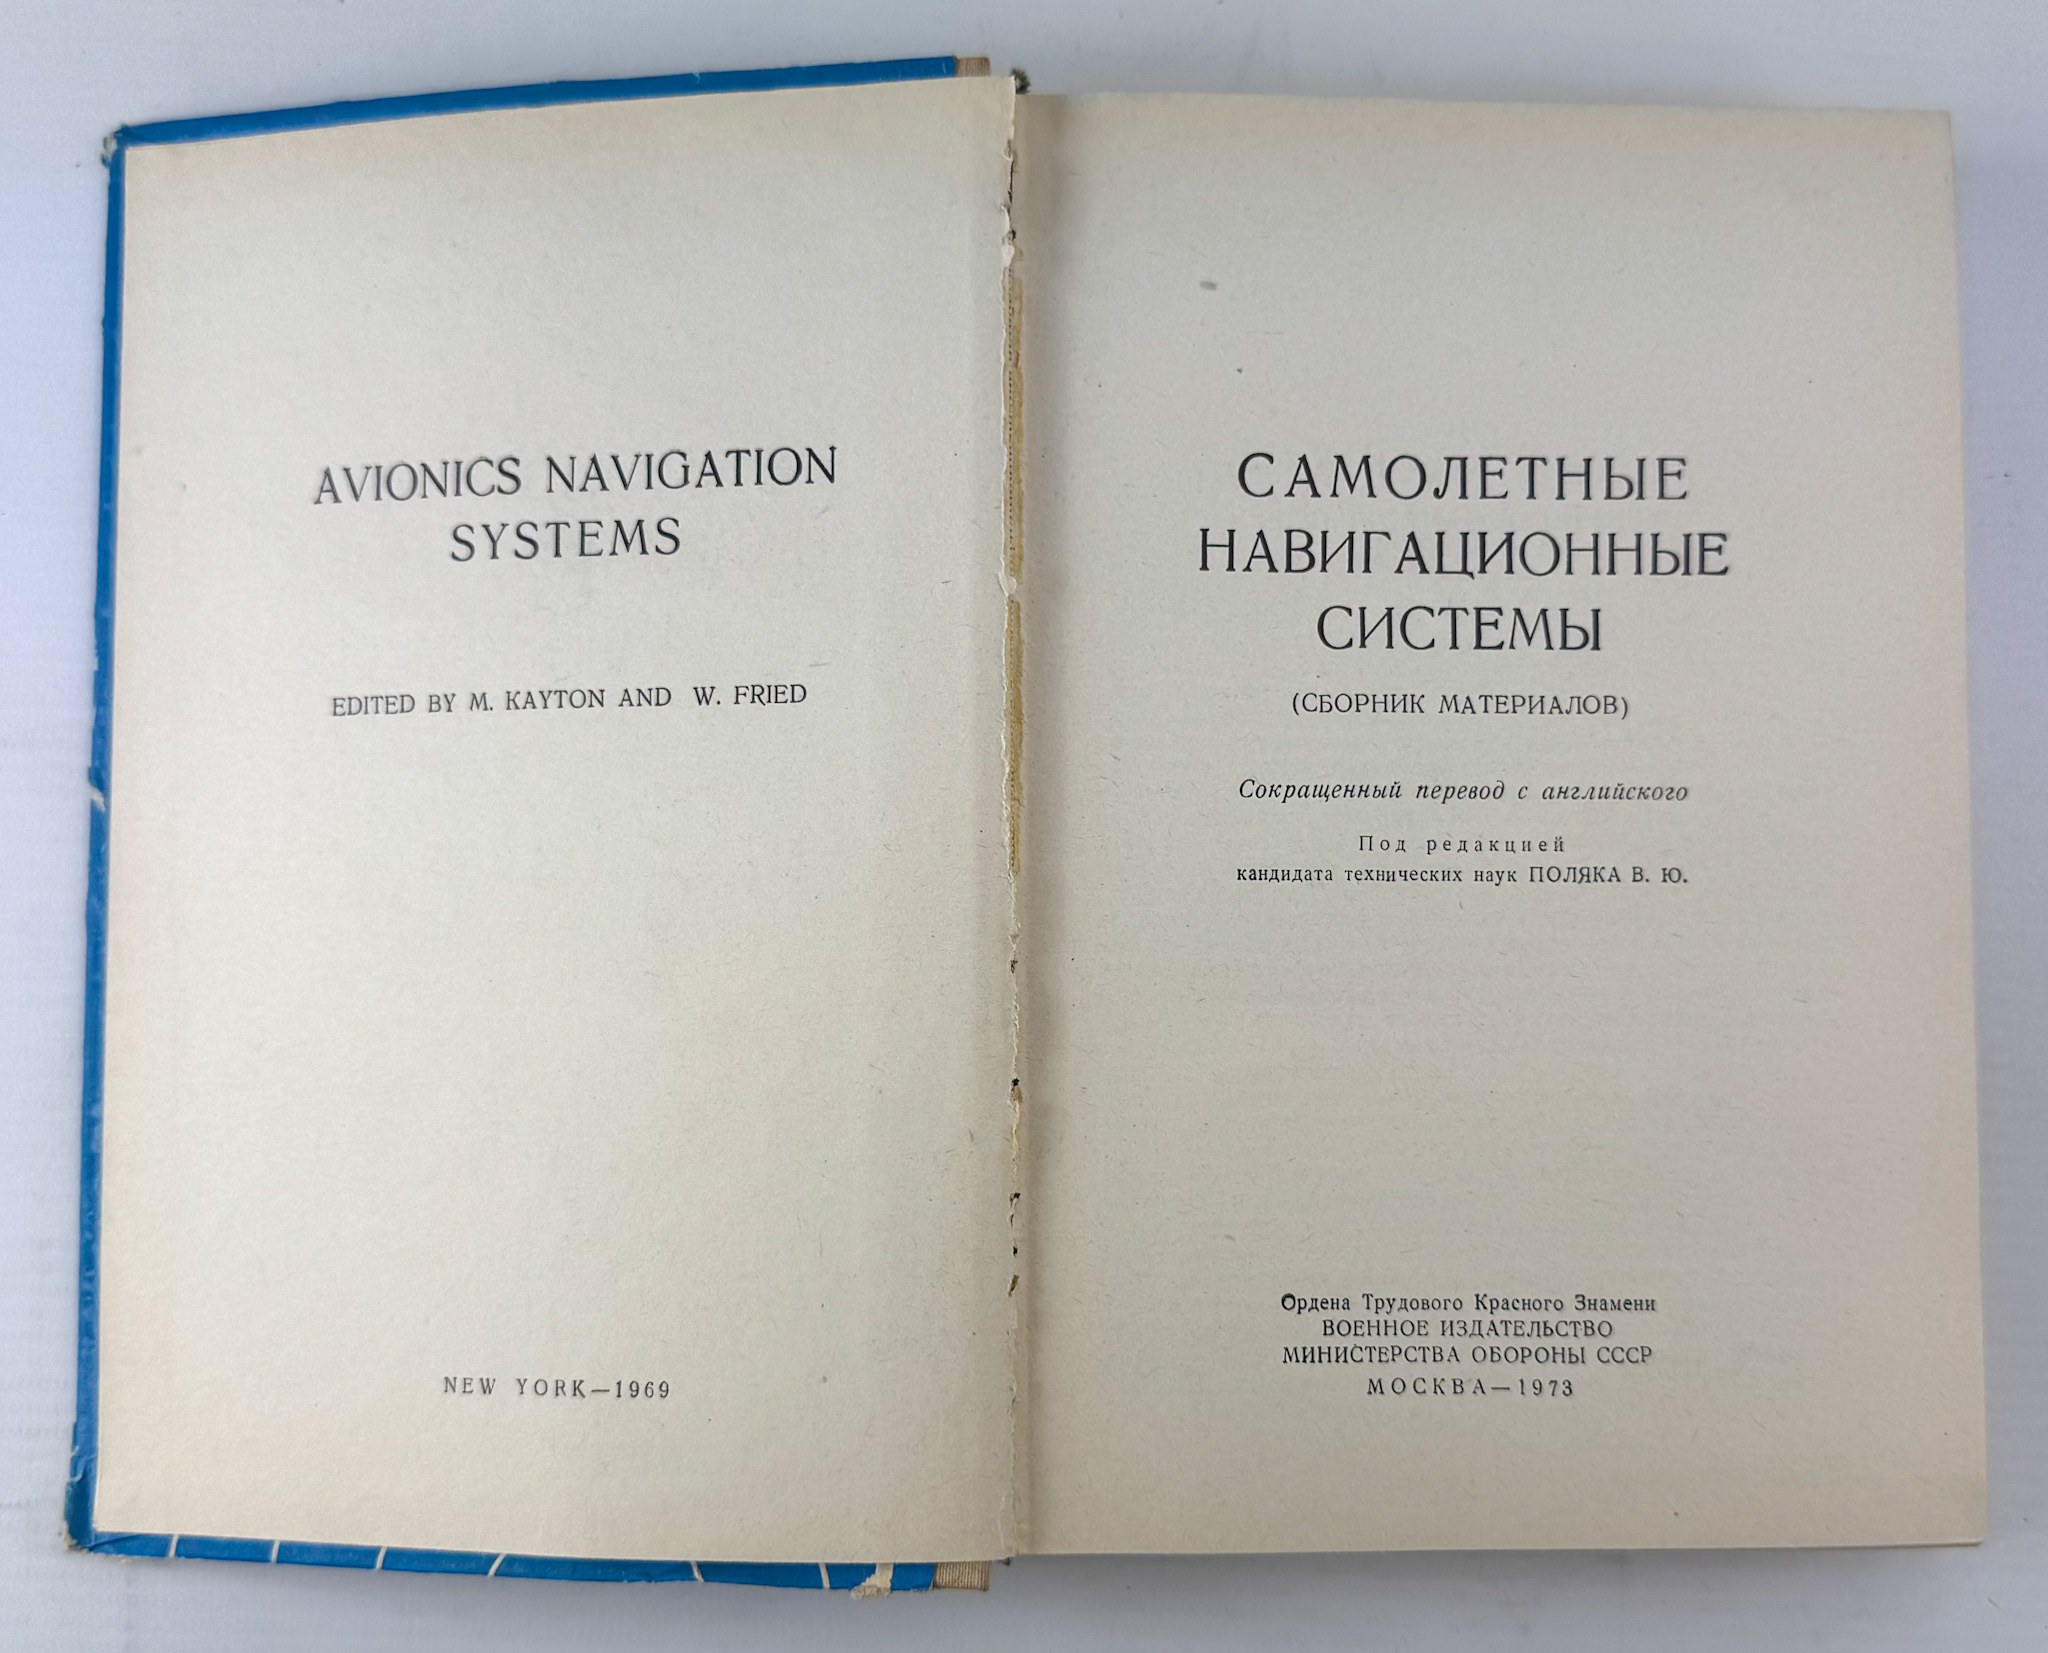 AVIONICS NAVIGATION
SYSTEMS
EDITED BY M. KAYTON AND W. FRIED
NEW YORK—1969
САМОЛЕТНЫЕ
НАВИГАЦИОННЫЕ
СИСТЕМЫ
(СБОРНИК МАТЕРИАЛОВ)
Сокращенный перевод с английского
Под редакцией
кандидата технических наук ПОЛЯКА В. Ю.
Ордена Трудового Красного Знамени
ВОЕННОЕ ИЗДАТЕЛЬСТВО
МИНИСТЕРСТВА ОБОРОНЫ СССР
МОСКВА—1973